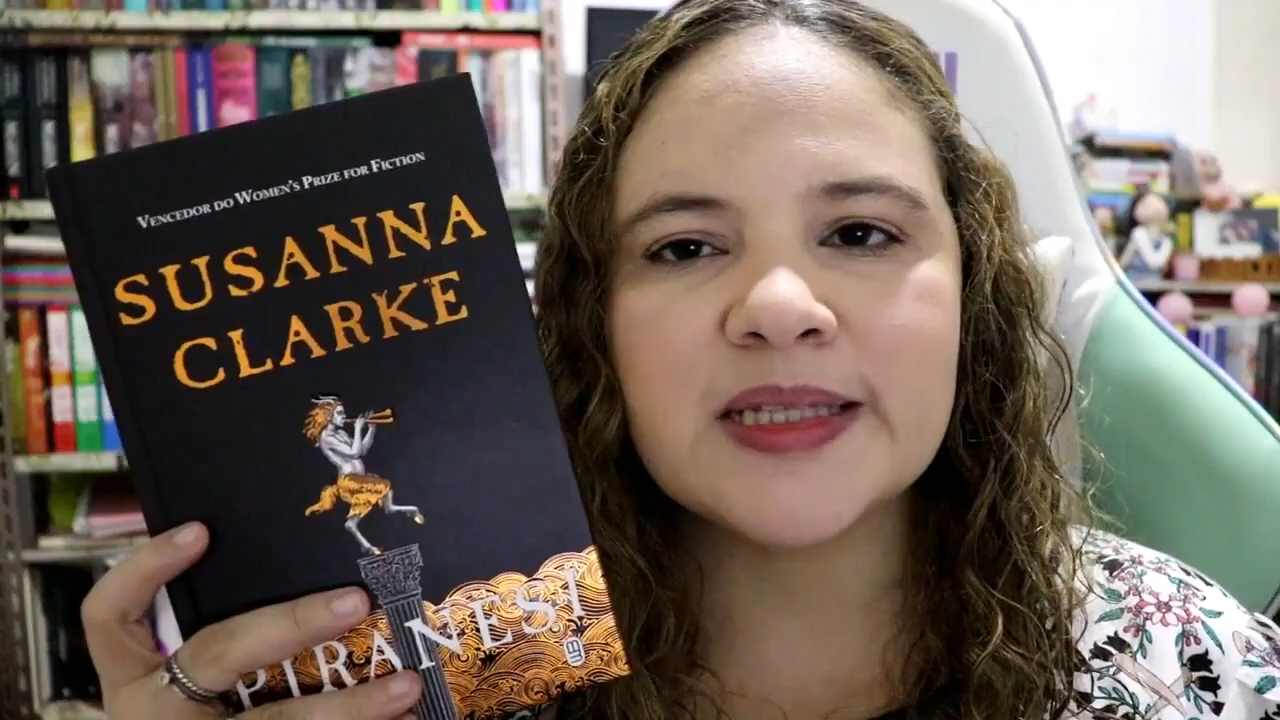 VENCEDOR DO WOMEN'S PRIZE FOR FICTION
SUSANNA
CLARKE
PIRANESI